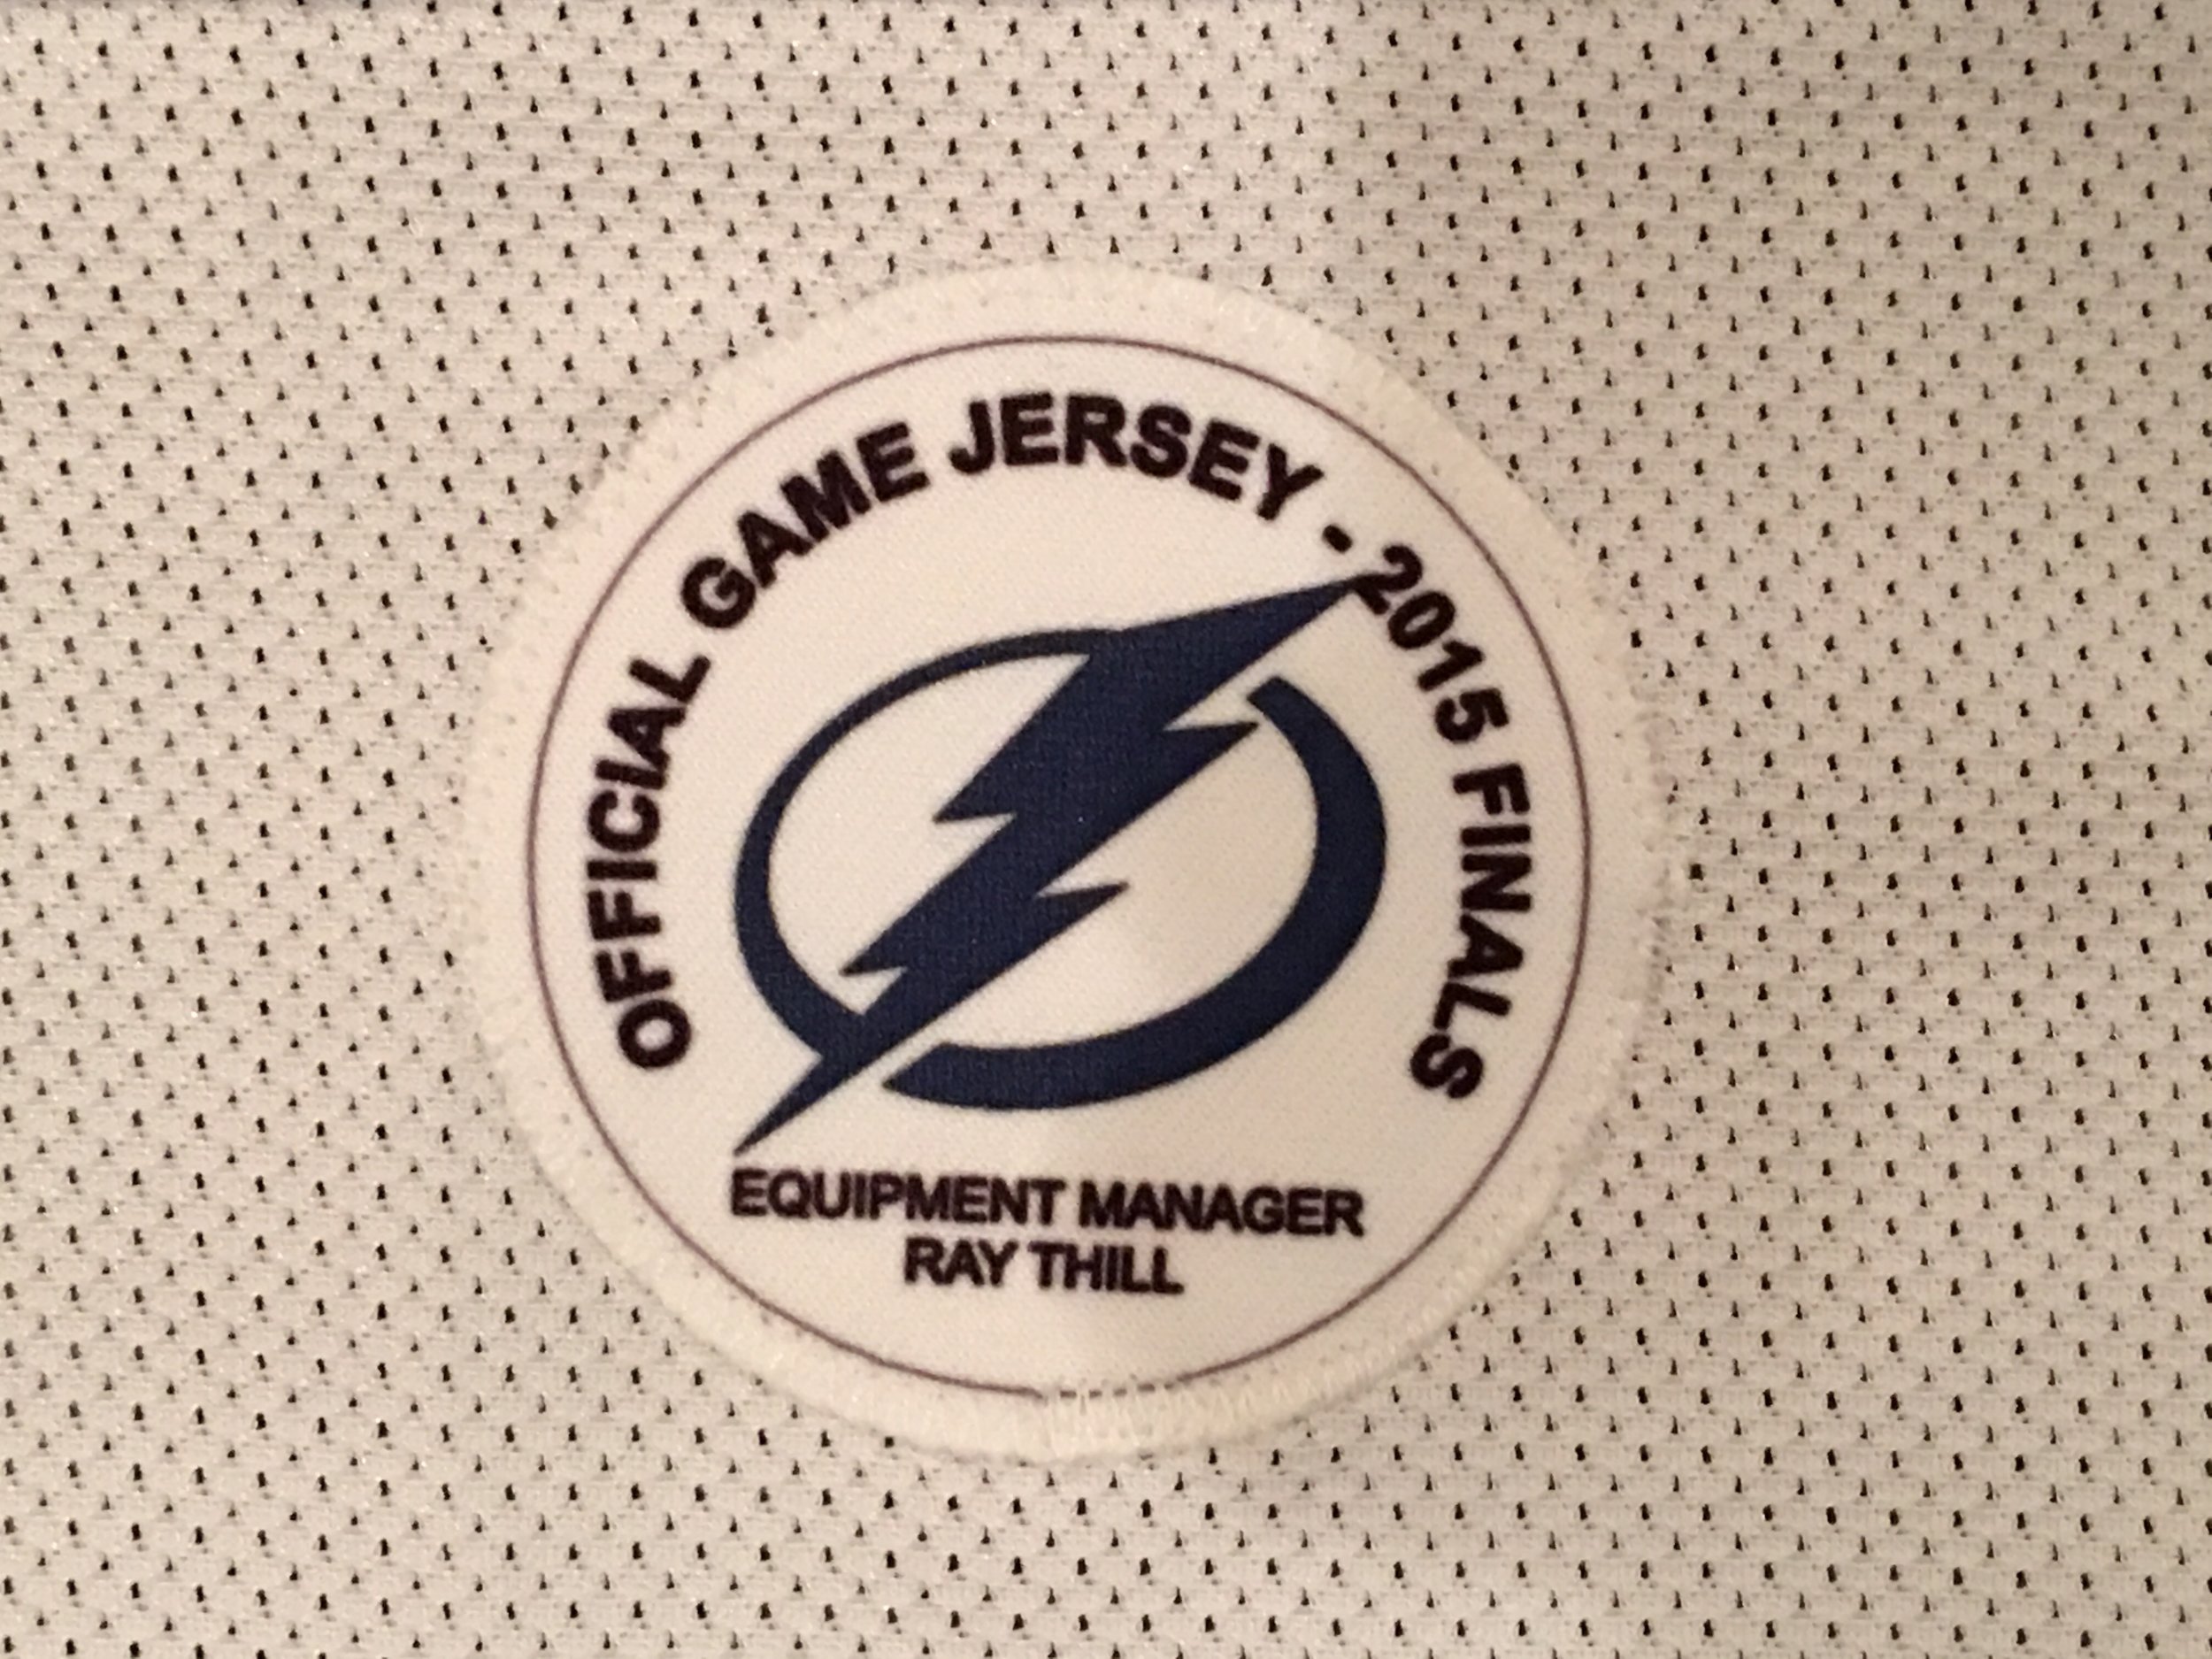 OFFICIAL GAME JERSEY - 2015 FINALS
EQUIPMENT MANAGER
RAY THILL